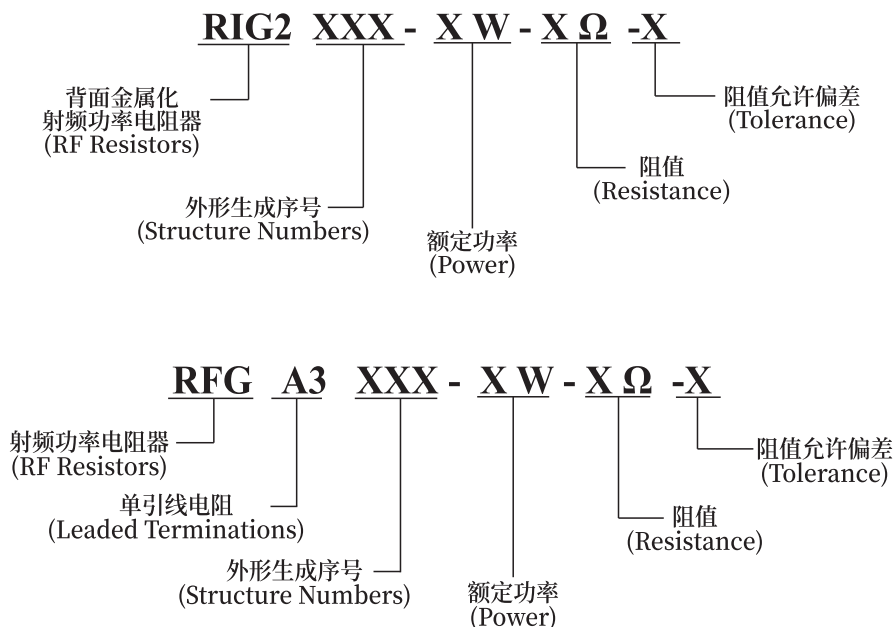 RIG2 XXX - X W - X Ω -X
背面金属化
射频功率电阻器
(RF Resistors)
阻值允许偏差
(Tolerance)
阻值
(Resistance)
外形生成序号
(Structure Numbers)
额定功率
(Power)
RFG A3 XXX - X W - X Ω -X
射频功率电阻器
(RF Resistors)
阻值允许偏差
(Tolerance)
单引线电阻
(Leaded Terminations)
阻值
(Resistance)
外形生成序号
(Structure Numbers)
额定功率
(Power)